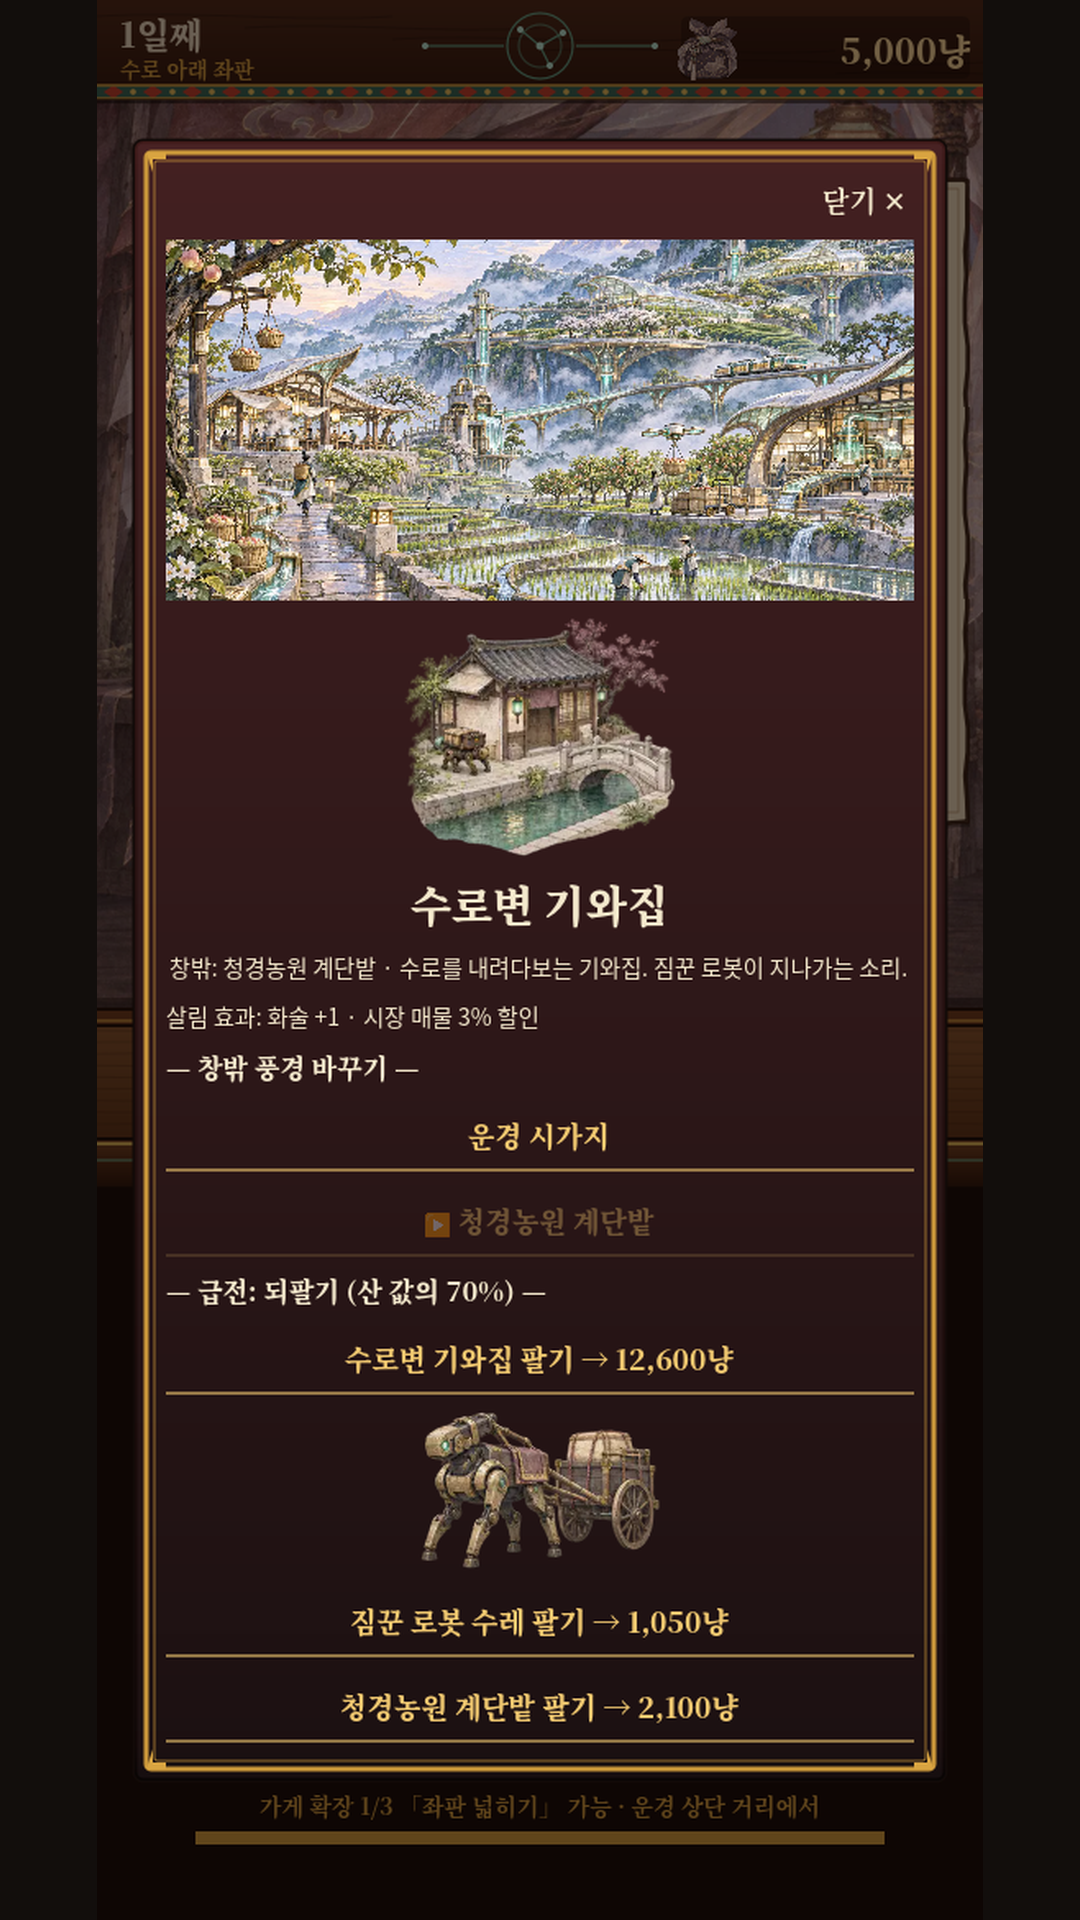 1일째
수로 아래 좌판
5,000냥
닫기 ×
수로변 기와집
창밖: 청경농원 계단밭 · 수로를 내려다보는 기와집. 짐꾼 로봇이 지나가는 소리.
살림 효과: 화술 +1 · 시장 매물 3% 할인
— 창밖 풍경 바꾸기 —
운경 시가지
▶ 청경농원 계단밭
— 급전: 되팔기 (산 값의 70%) —
수로변 기와집 팔기 → 12,600냥
짐꾼 로봇 수레 팔기 → 1,050냥
청경농원 계단밭 팔기 → 2,100냥
가게 확장 1/3 「좌판 넓히기」 가능 · 운경 상단 거리에서